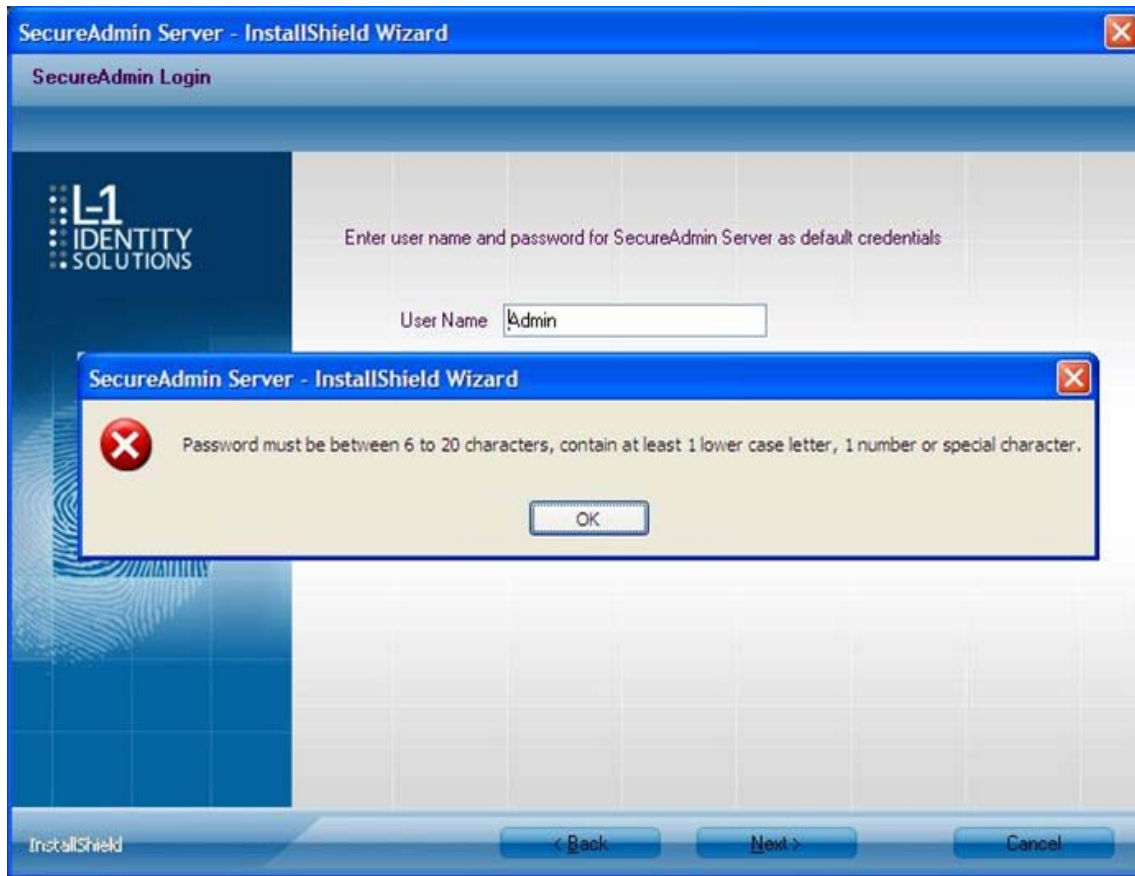 SecureAdmin Server - InstallShield Wizard
SecureAdmin Login
L-1
IDENTITY
SOLUTIONS
Enter user name and password for SecureAdmin Server as default credentials
User Name Admin
SecureAdmin Server - InstallShield Wizard
Password must be between 6 to 20 characters, contain at least 1 lower case letter, 1 number or special character.
OK
InstallShield
< Back Next > Cancel